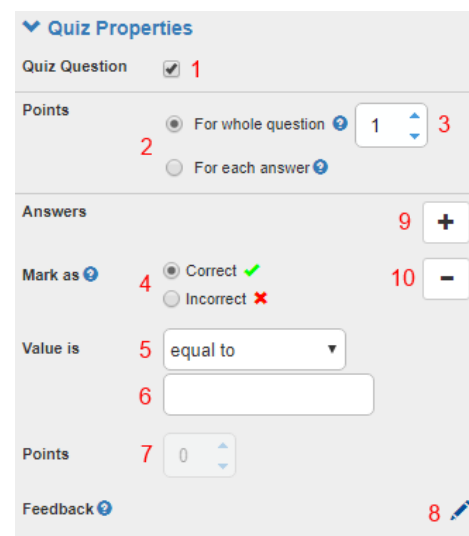 Quiz Properties
Quiz Question 1
Points
For whole question ? 1 3
2
For each answer ?
Answers 9 +
Mark as ? 4 Correct 10 -
Incorrect
Value is 5 equal to
6
Points 7 0
Feedback ? 8